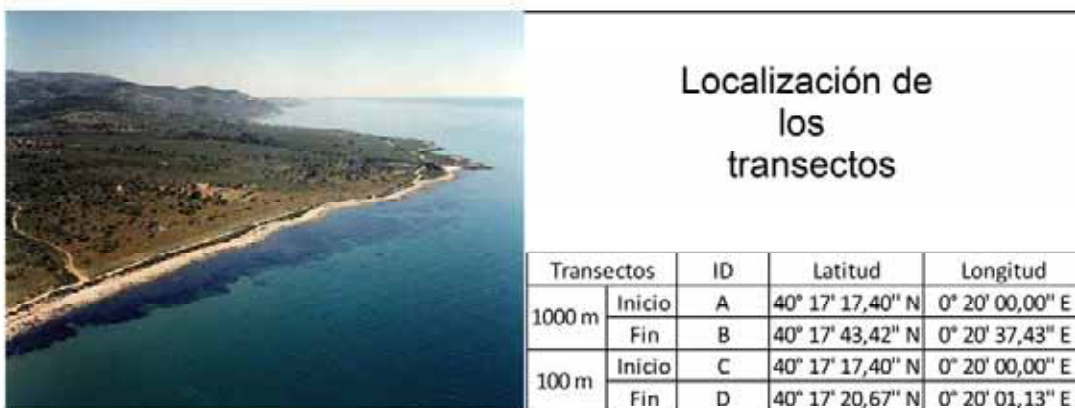 Localización de
los
transectos
Transectos ID Latitud Longitud
1000 m Inicio A 40° 17' 17,40" N 0° 20' 00,00" E
Fin B 40° 17' 43,42" N 0° 20' 37,43" E
100 m Inicio C 40° 17' 17,40" N 0° 20' 00,00" E
Fin D 40° 17' 20,67" N 0° 20' 01,13" E